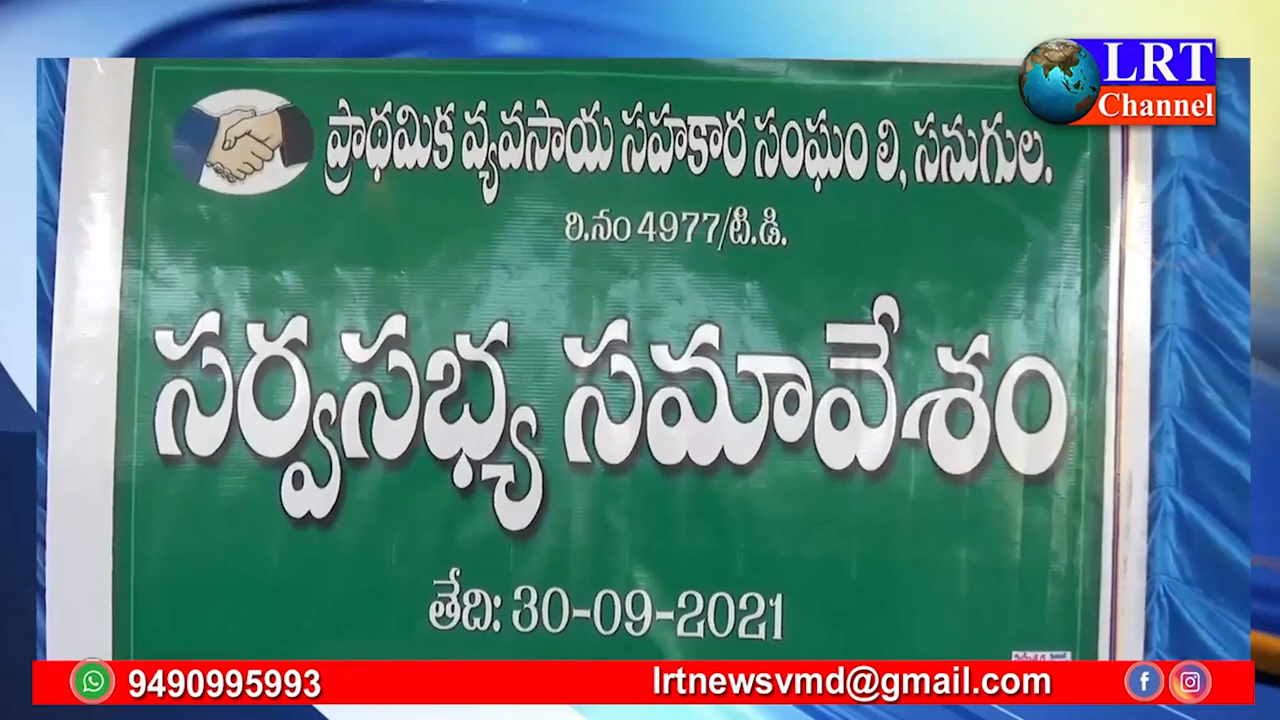 LRT
Channel
ప్రాథమిక వ్యవసాయ సహకార సంఘం లి, సనుగుల.
రి.నం 4977/టి.డి.
సర్వసభ్య సమావేశం
తేది: 30-09-2021
9490995993
lrtnewsvmd@gmail.com